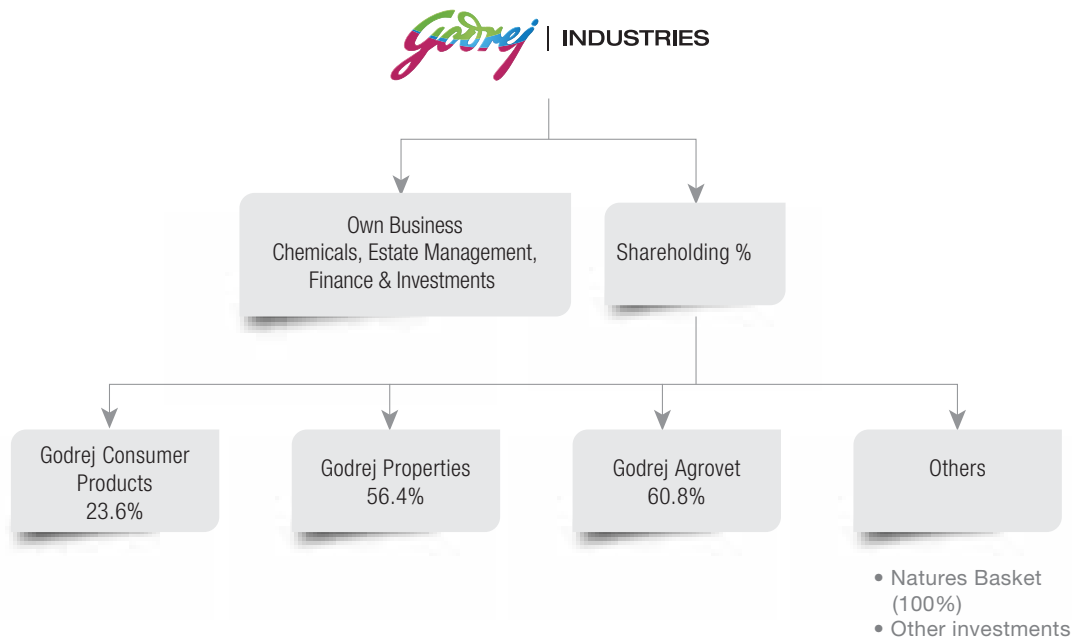 Godrej | INDUSTRIES
Own Business
Chemicals, Estate Management,
Finance & Investments
Shareholding %
Godrej Consumer
Products
23.6%
Godrej Properties
56.4%
Godrej Agrovet
60.8%
Others
• Natures Basket
(100%)
• Other investments